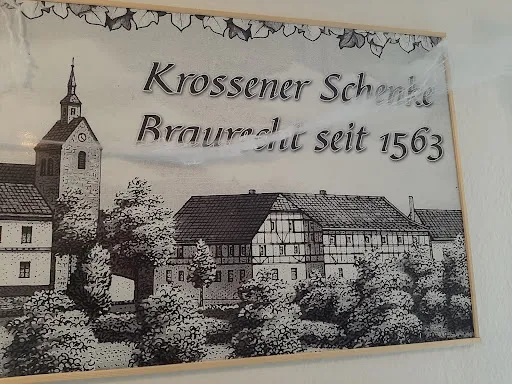 Krossener Schenke
Braurecht seit 1563